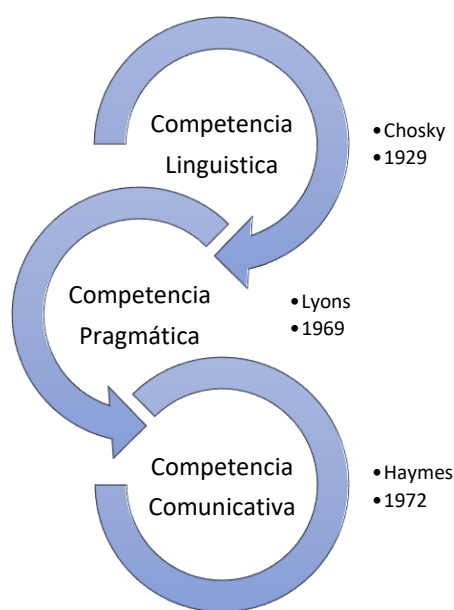 Competencia
Linguistica
• Chosky
• 1929
Competencia
Pragmática
• Lyons
• 1969
Competencia
Comunicativa
• Haymes
• 1972